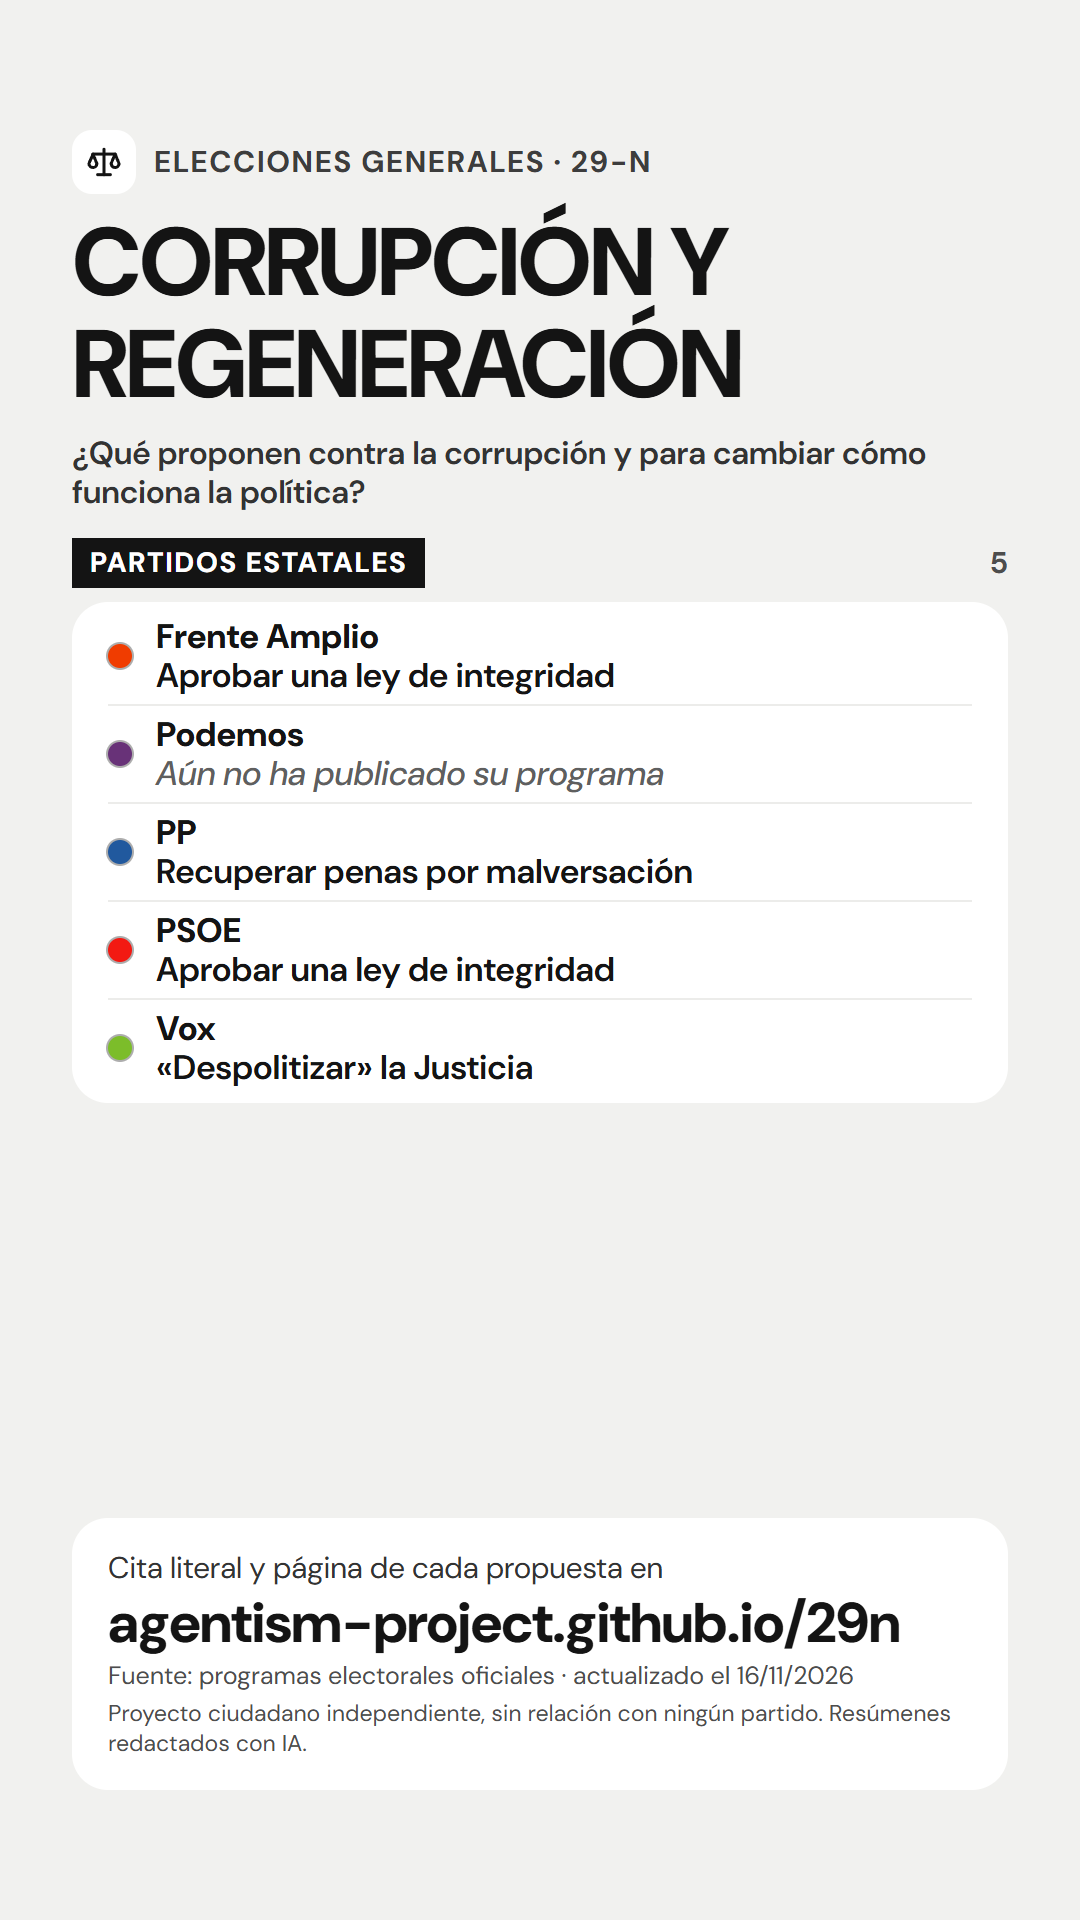 ELECCIONES GENERALES · 29-N
CORRUPCIÓN Y
REGENERACIÓN
¿Qué proponen contra la corrupción y para cambiar cómo
funciona la política?
PARTIDOS ESTATALES
5
Frente Amplio
Aprobar una ley de integridad
Podemos
Aún no ha publicado su programa
PP
Recuperar penas por malversación
PSOE
Aprobar una ley de integridad
Vox
«Despolitizar» la Justicia
Cita literal y página de cada propuesta en
agentism-project.github.io/29n
Fuente: programas electorales oficiales · actualizado el 16/11/2026
Proyecto ciudadano independiente, sin relación con ningún partido. Resúmenes
redactados con IA.